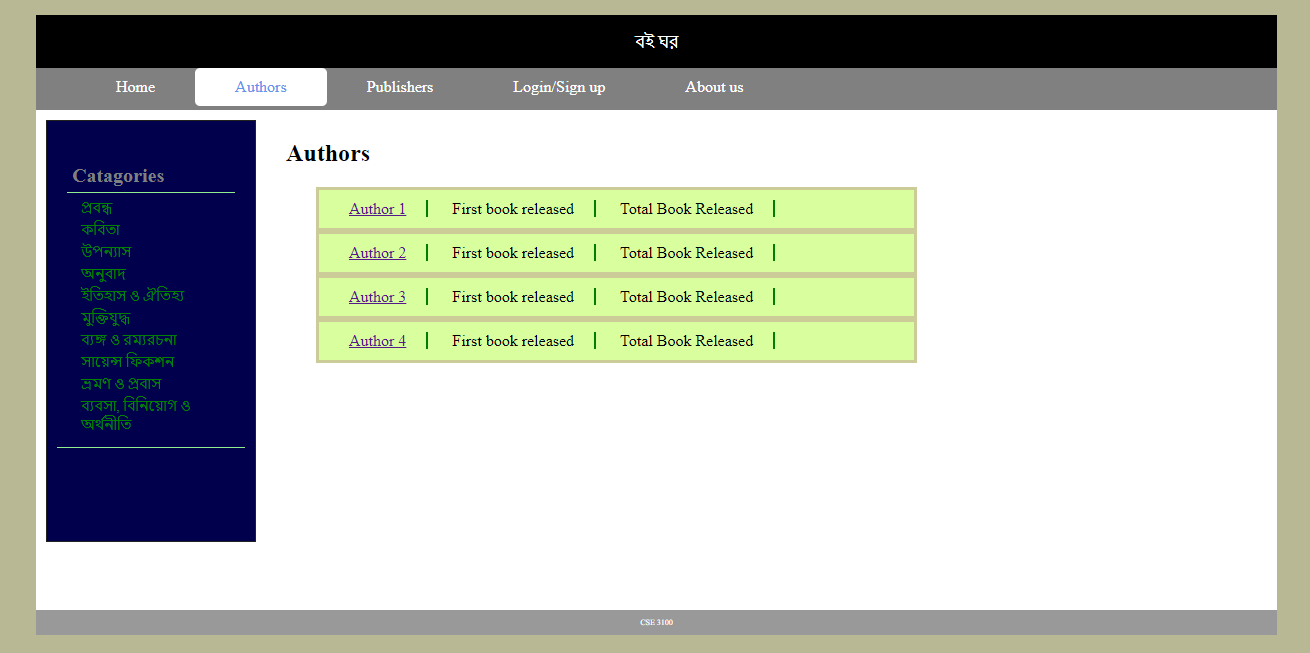 বই ঘর
Home Authors Publishers Login/Sign up About us
Catagories
প্রবন্ধ
কবিতা
উপন্যাস
অনুবাদ
ইতিহাস ও ঐতিহ্য
মুক্তিযুদ্ধ
ব্যঙ্গ ও রম্যরচনা
সায়েন্স ফিকশন
ভ্রমণ ও প্রবাস
ব্যবসা, বিনিয়োগ ও
অর্থনীতি
Authors
Author 1 First book released Total Book Released
Author 2 First book released Total Book Released
Author 3 First book released Total Book Released
Author 4 First book released Total Book Released
CSE 3100